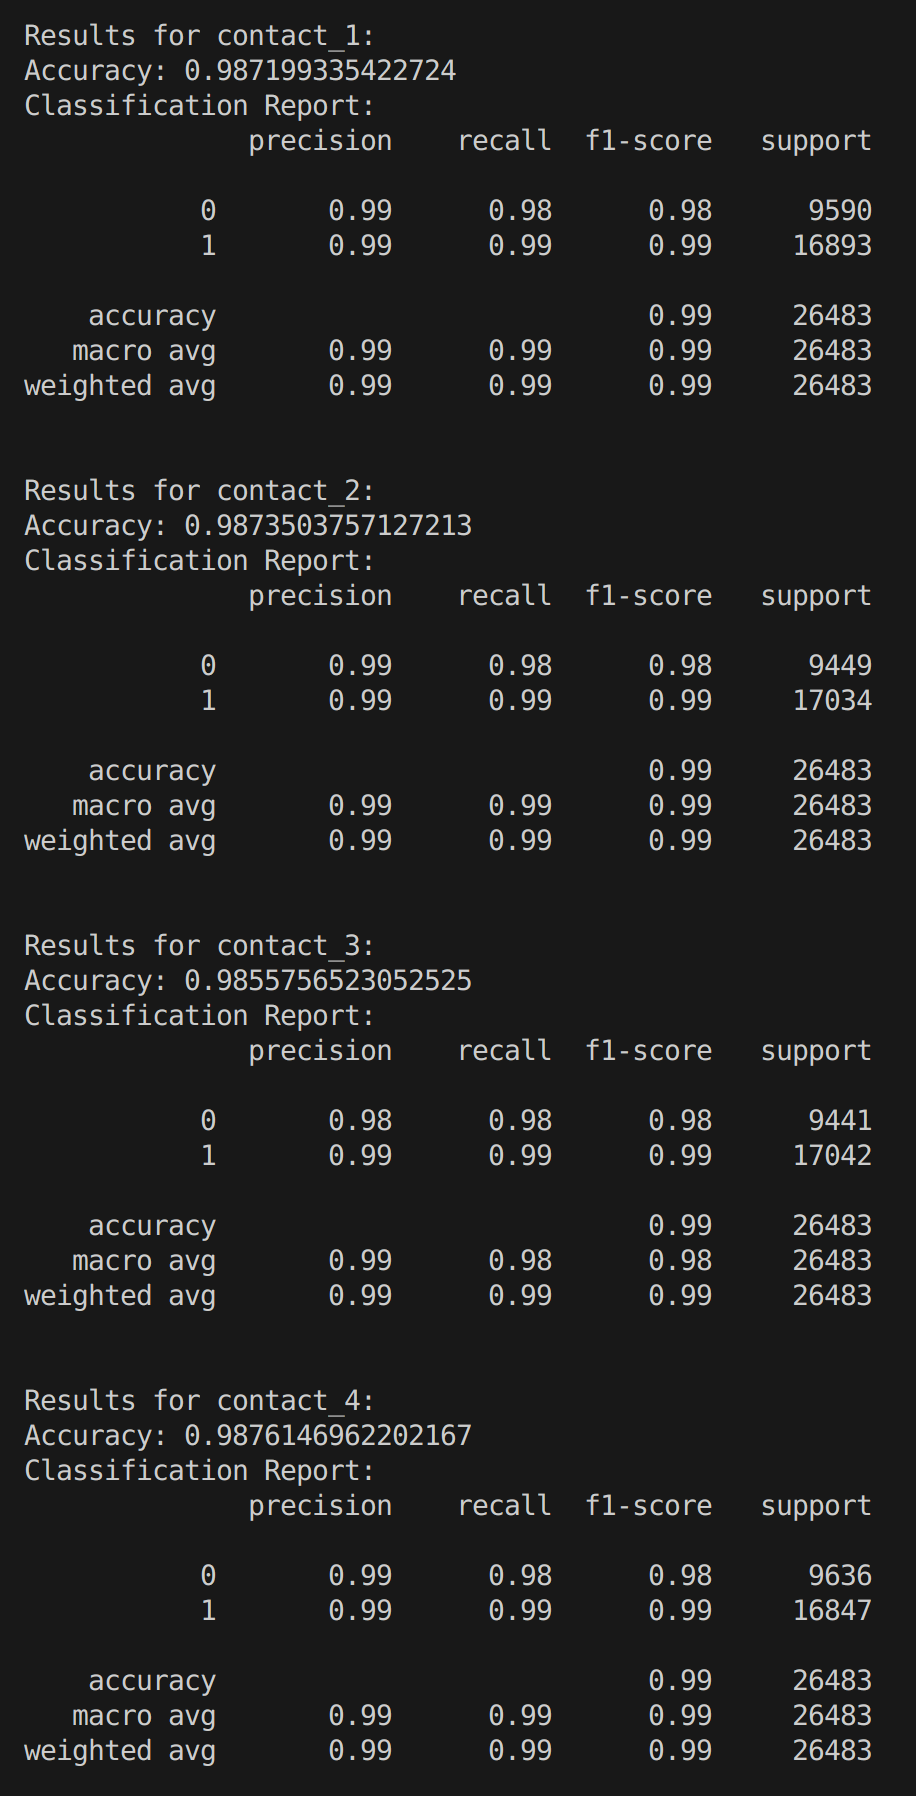 Results for contact_1:
Accuracy: 0.987199335422724
Classification Report:
precision recall f1-score support
0 0.99 0.98 0.98 9590
1 0.99 0.99 0.99 16893
accuracy 0.99 26483
macro avg 0.99 0.99 0.99 26483
weighted avg 0.99 0.99 0.99 26483
Results for contact_2:
Accuracy: 0.9873503757127213
Classification Report:
precision recall f1-score support
0 0.99 0.98 0.98 9449
1 0.99 0.99 0.99 17034
accuracy 0.99 26483
macro avg 0.99 0.99 0.99 26483
weighted avg 0.99 0.99 0.99 26483
Results for contact_3:
Accuracy: 0.9855756523052525
Classification Report:
precision recall f1-score support
0 0.98 0.98 0.98 9441
1 0.99 0.99 0.99 17042
accuracy 0.99 26483
macro avg 0.99 0.98 0.98 26483
weighted avg 0.99 0.99 0.99 26483
Results for contact_4:
Accuracy: 0.9876146962202167
Classification Report:
precision recall f1-score support
0 0.99 0.98 0.98 9636
1 0.99 0.99 0.99 16847
accuracy 0.99 26483
macro avg 0.99 0.99 0.99 26483
weighted avg 0.99 0.99 0.99 26483